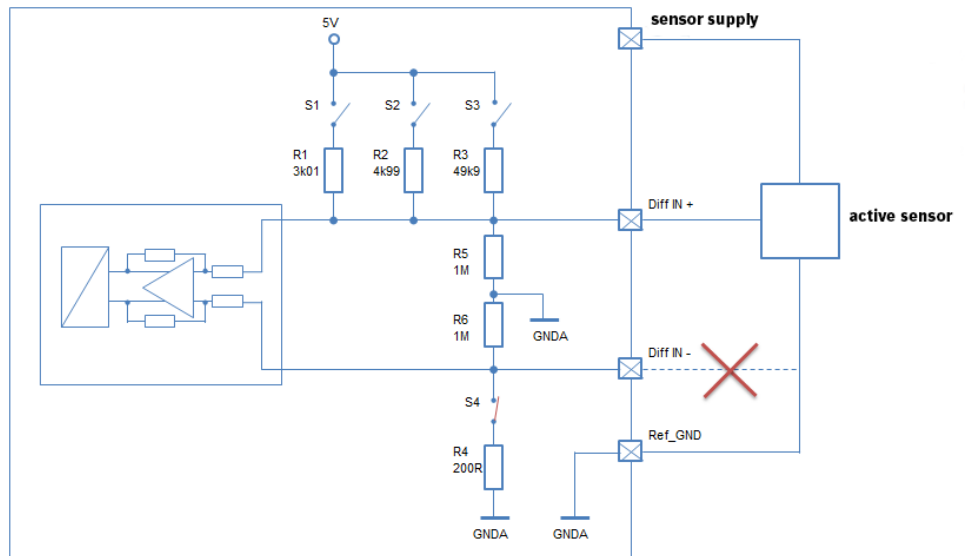 sensor supply
5V
S1
S2
S3
R1
3k01
R2
4k99
R3
49k9
Diff IN +
active sensor
R5
1M
R6
1M
GNDA
Diff IN -
S4
Ref_GND
R4
200R
GNDA
GNDA